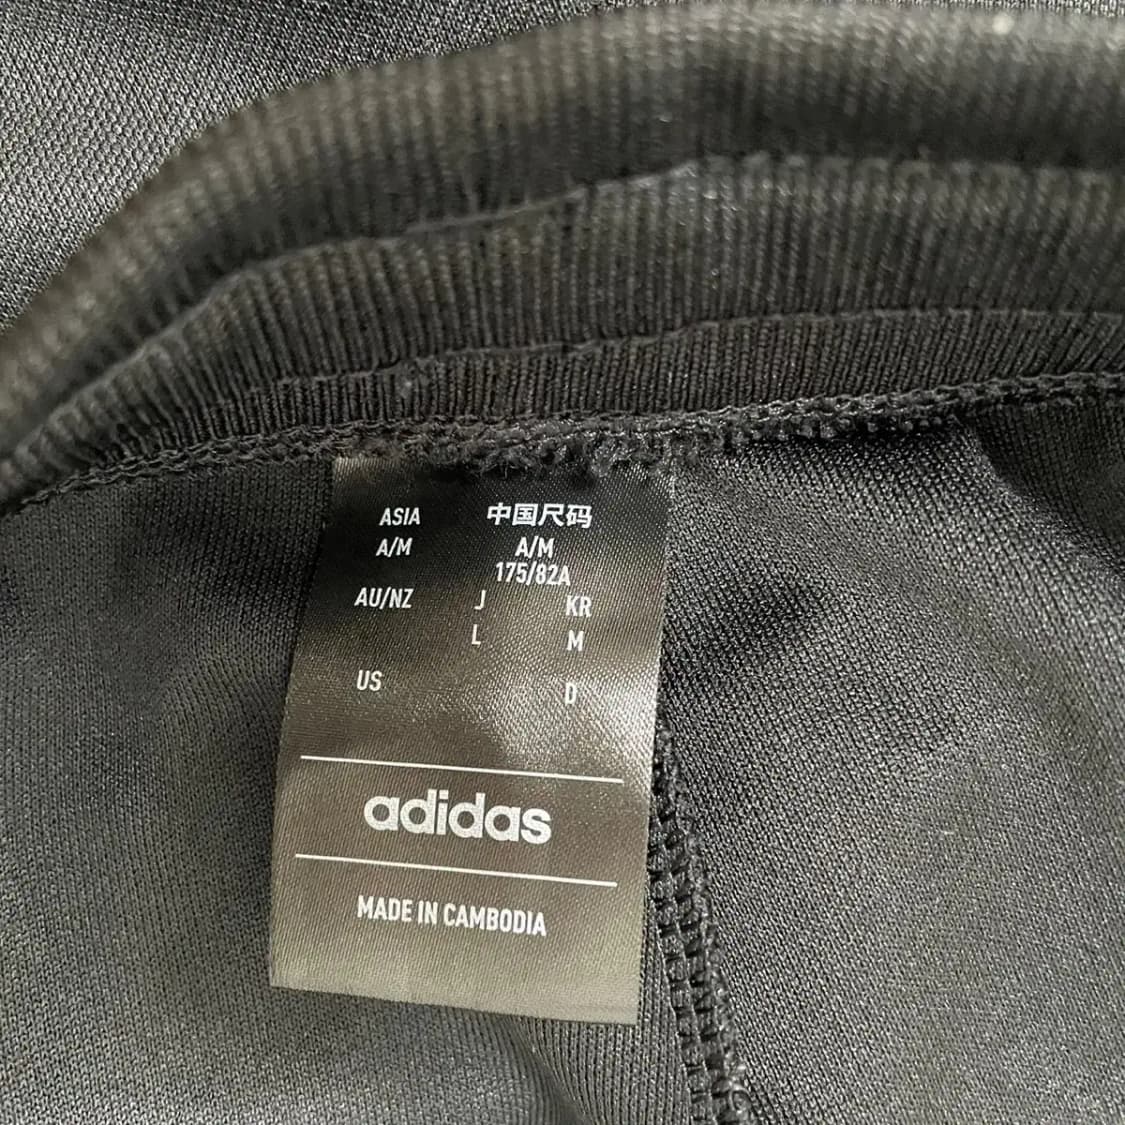 ASIA 中国尺码
A/M A/M
175/82A
AU/NZ J KR
L M
US D
adidas
MADE IN CAMBODIA